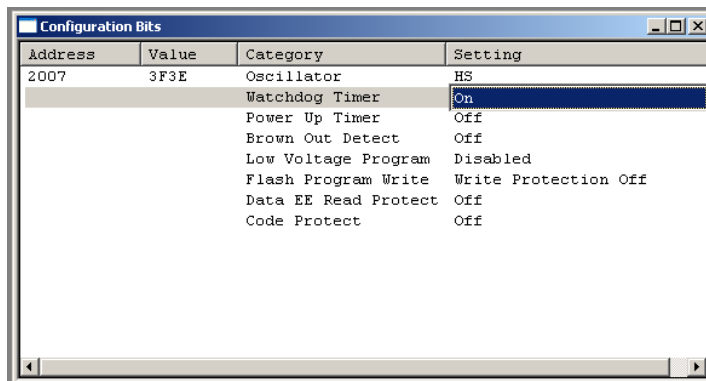 Configuration Bits
Address Value Category Setting
2007 3F3E Oscillator HS
Watchdog Timer On
Power Up Timer Off
Brown Out Detect Off
Low Voltage Program Disabled
Flash Program Write Write Protection Off
Data EE Read Protect Off
Code Protect Off